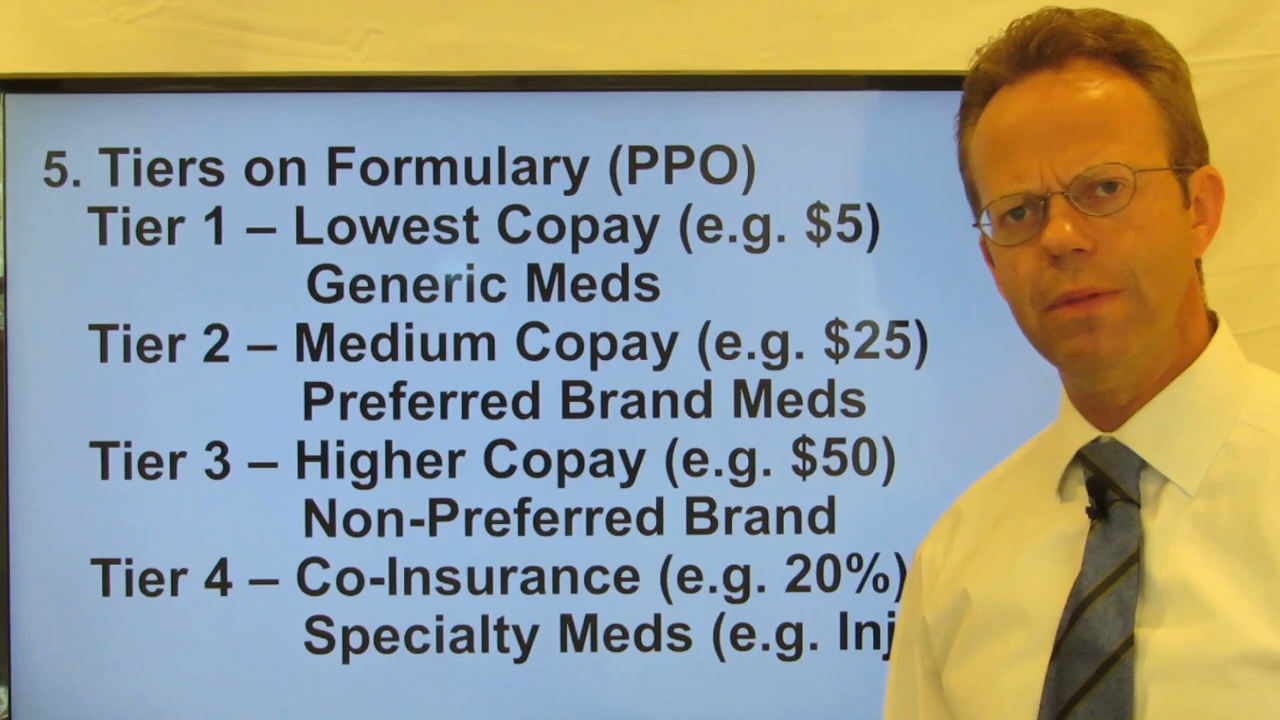 5. Tiers on Formulary (PPO)
Tier 1 – Lowest Copay (e.g. $5)
Generic Meds
Tier 2 – Medium Copay (e.g. $25)
Preferred Brand Meds
Tier 3 – Higher Copay (e.g. $50)
Non-Preferred Brand
Tier 4 – Co-Insurance (e.g. 20%)
Specialty Meds (e.g.